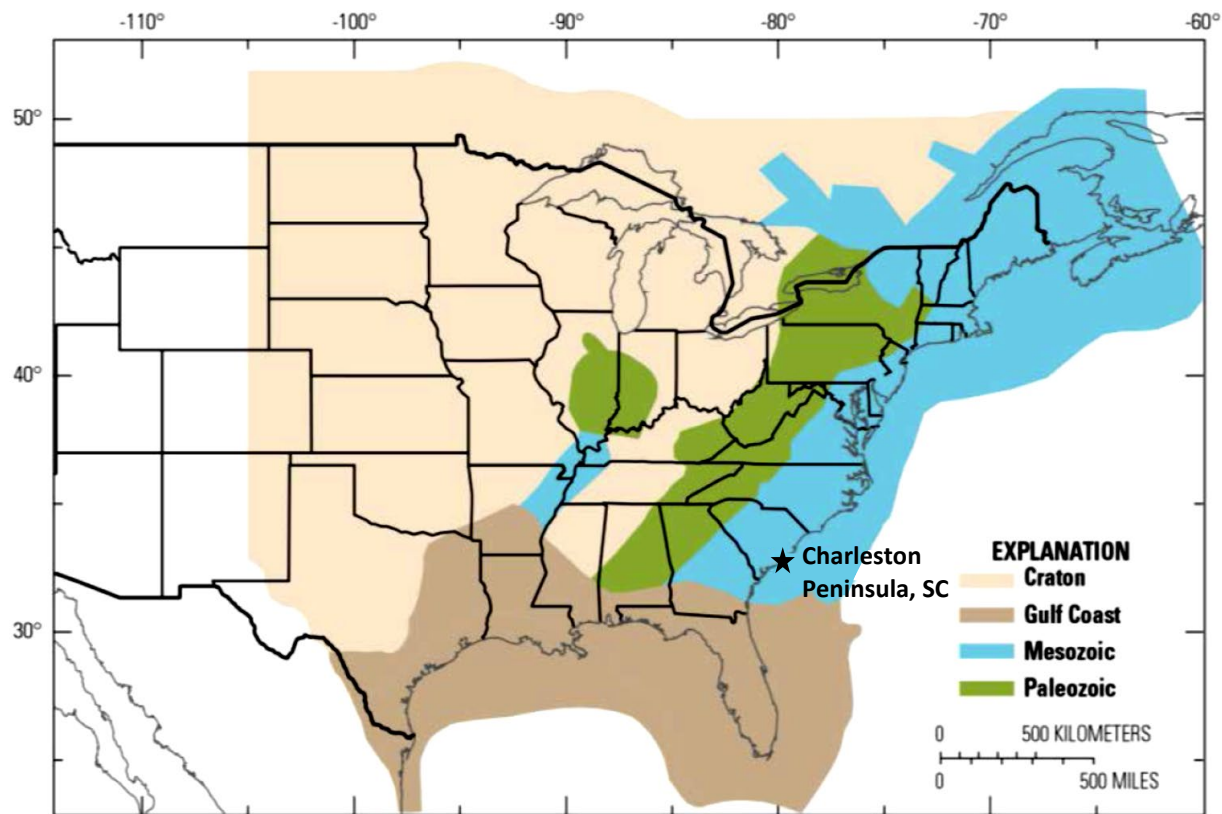 -110° -100° -90° -80° -70° -60°
50°
40°
30°
Charleston
Peninsula, SC
EXPLANATION
Craton
Gulf Coast
Mesozoic
Paleozoic
0 500 KILOMETERS
0 500 MILES